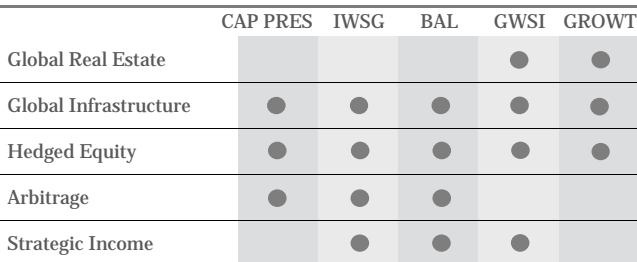 CAP PRES IWSG BAL GWSI GROWT
Global Real Estate
Global Infrastructure
Hedged Equity
Arbitrage
Strategic Income